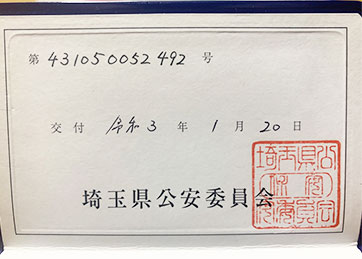 第 431050052492 号
交付 令和 3 年 1 月 20 日
埼玉県公安委員会